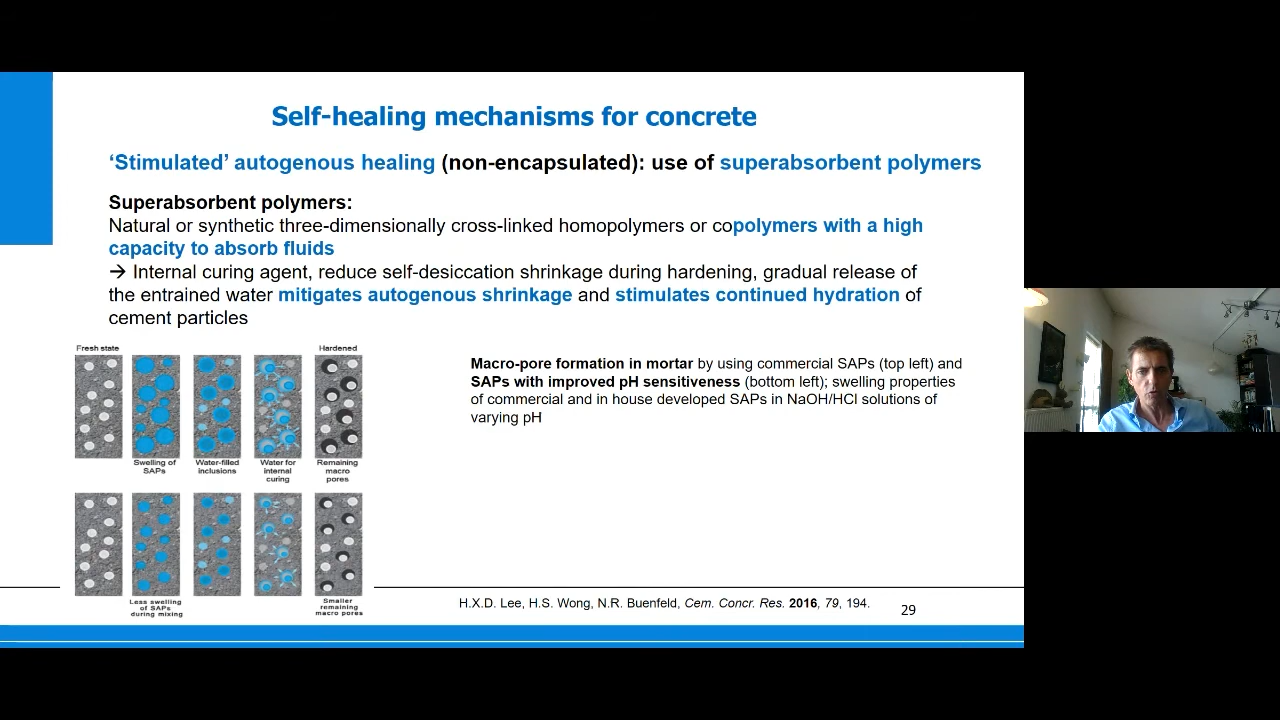 Self-healing mechanisms for concrete
‘Stimulated’ autogenous healing (non-encapsulated): use of superabsorbent polymers
Superabsorbent polymers:
Natural or synthetic three-dimensionally cross-linked homopolymers or copolymers with a high
capacity to absorb fluids
→ Internal curing agent, reduce self-desiccation shrinkage during hardening, gradual release of
the entrained water mitigates autogenous shrinkage and stimulates continued hydration of
cement particles
Fresh state
Hardened
Swelling of
SAPs
Water-filled
inclusions
Water for
internal
curing
Remaining
macro
pores
Less swelling
of SAPs
during mixing
Smaller
remaining
macro pores
Macro-pore formation in mortar by using commercial SAPs (top left) and
SAPs with improved pH sensitiveness (bottom left); swelling properties
of commercial and in house developed SAPs in NaOH/HCl solutions of
varying pH
H.X.D. Lee, H.S. Wong, N.R. Buenfeld, Cem. Concr. Res. 2016, 79, 194.
29